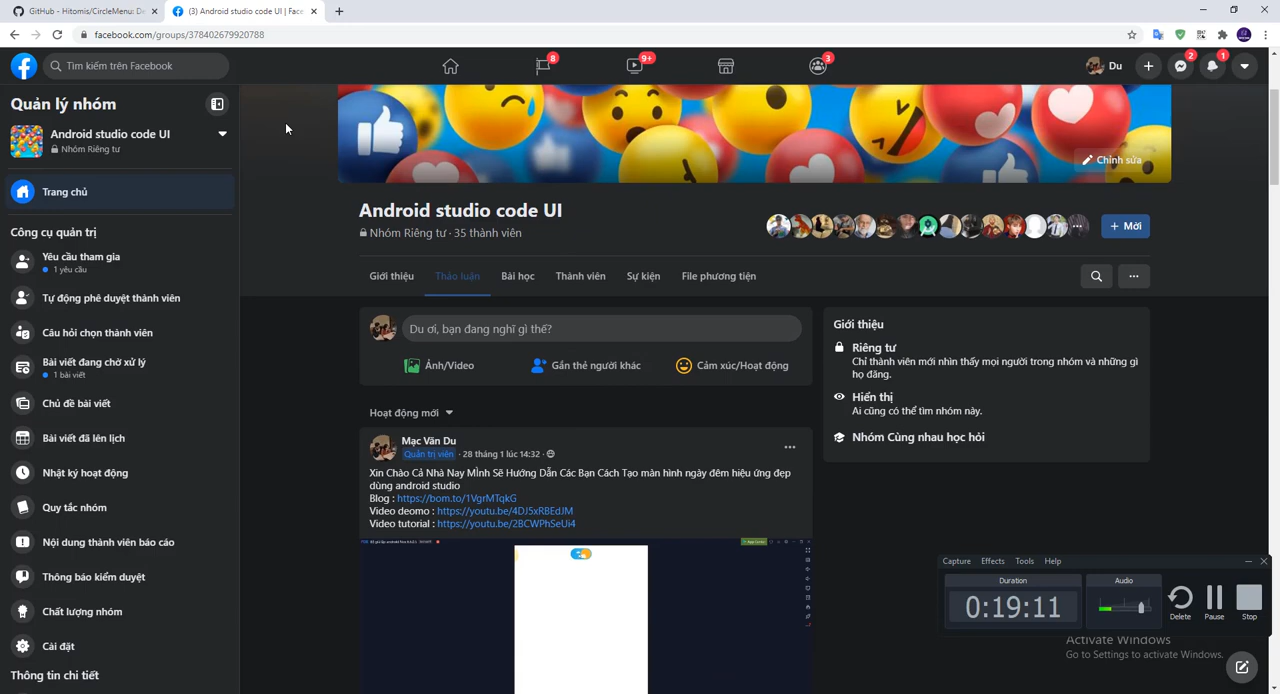 GitHub - Hitomis/CircleMenu: De
(3) Android studio code UI | Face
facebook.com/groups/378402679920788
Tìm kiếm trên Facebook
8
9+
3
Du
2
1
Quản lý nhóm
Android studio code UI
Nhóm Riêng tư
Trang chủ
Công cụ quản trị
Yêu cầu tham gia
1 yêu cầu
Tự động phê duyệt thành viên
Câu hỏi chọn thành viên
Bài viết đang chờ xử lý
1 bài viết
Chủ đề bài viết
Bài viết đã lên lịch
Nhật ký hoạt động
Quy tắc nhóm
Nội dung thành viên báo cáo
Thông báo kiểm duyệt
Chất lượng nhóm
Cài đặt
Thông tin chi tiết
Chỉnh sửa
Android studio code UI
Nhóm Riêng tư · 35 thành viên
+ Mời
Giới thiệu Thảo luận Bài học Thành viên Sự kiện File phương tiện
Du ơi, bạn đang nghĩ gì thế?
Ảnh/Video Gắn thẻ người khác Cảm xúc/Hoạt động
Hoạt động mới
Mạc Văn Du
Quản trị viên · 28 tháng 1 lúc 14:32 ·
Xin Chào Cả Nhà Nay Mình Sẽ Hướng Dẫn Các Bạn Cách Tạo màn hình ngày đêm hiệu ứng đẹp
dùng android studio
Blog : https://bom.to/1VgrMTqkG
Video deomo : https://youtu.be/4DJ5xRBEdJM
Video tutorial : https://youtu.be/2BCWPhSeUi4
Giới thiệu
Riêng tư
Chỉ thành viên mới nhìn thấy mọi người trong nhóm và những gì
họ đăng.
Hiển thị
Ai cũng có thể tìm nhóm này.
Nhóm Cùng nhau học hỏi
Capture Effects Tools Help
Duration
0:19:11
Audio
Delete Pause Stop
Activate Windows
Go to Settings to activate Windows.